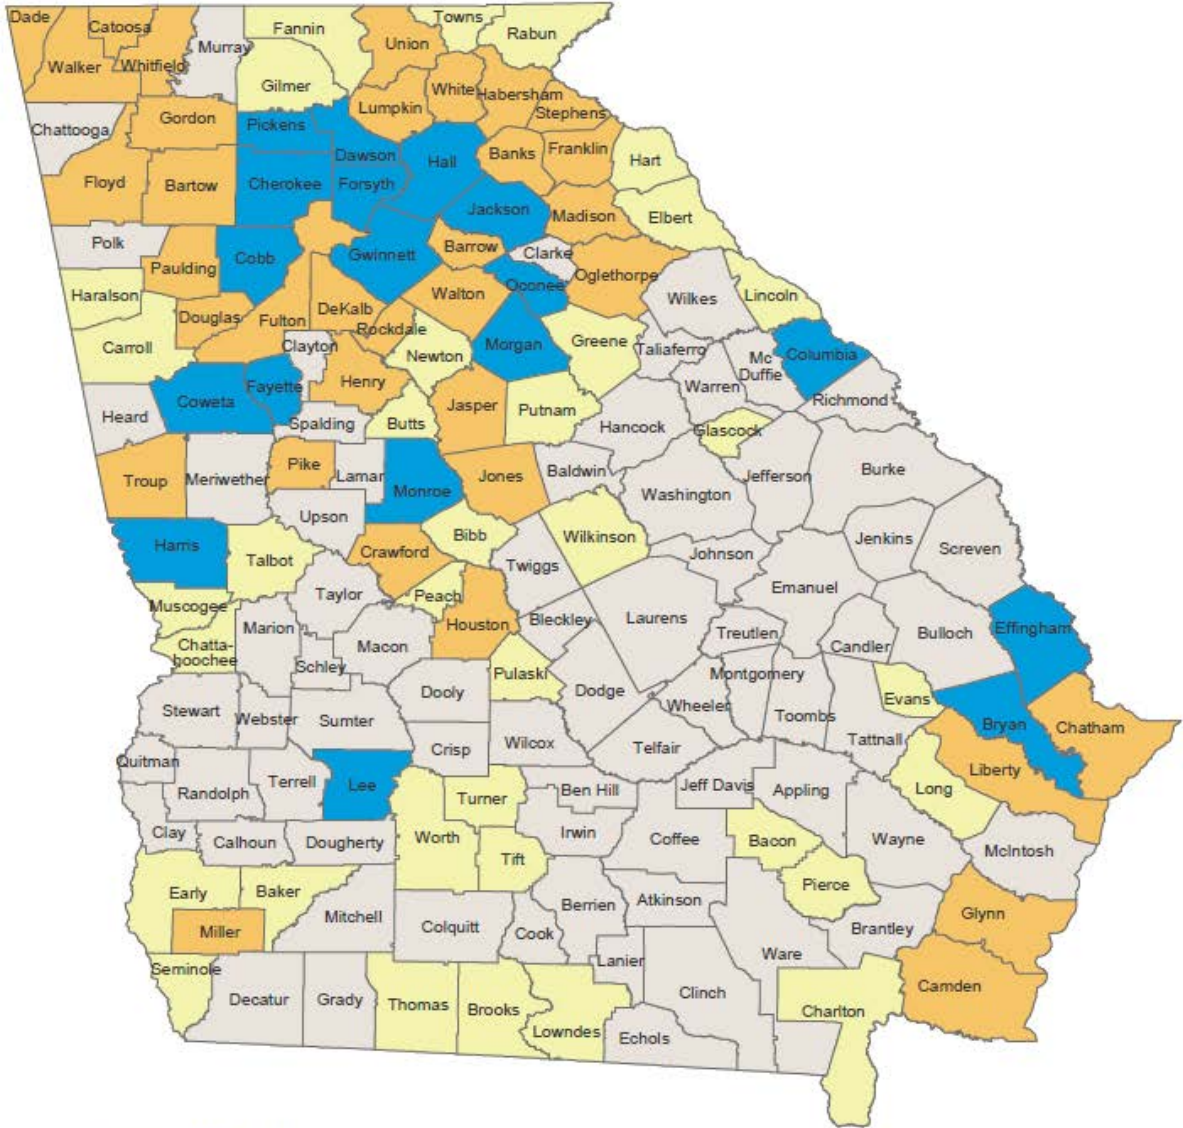 Dade
Catoosa
Murray
Fannin
Towns
Rabun
Union
Walker
Whitfield
Gilmer
White
Habersham
Lumpkin
Stephens
Chattooga
Gordon
Pickens
Dawson
Hall
Banks
Franklin
Hart
Floyd
Bartow
Cherokee
Forsyth
Jackson
Madison
Elbert
Polk
Cobb
Gwinnett
Barrow
Clarke
Paulding
Oconee
Oglethorpe
Haralson
Walton
Wilkes
Lincoln
Douglas
Fulton
DeKalb
Rockdale
Carroll
Clayton
Newton
Morgan
Greene
Taliaferro
Mc
Duffie
Columbia
Coweta
Fayette
Henry
Warren
Heard
Spalding
Butts
Jasper
Putnam
Richmond
Hancock
Glascock
Troup
Meriwether
Pike
Lamar
Monroe
Jones
Baldwin
Washington
Jefferson
Burke
Upson
Harris
Talbot
Crawford
Bibb
Wilkinson
Johnson
Jenkins
Screven
Twiggs
Emanuel
Muscogee
Taylor
Peach
Houston
Bleckley
Laurens
Marion
Macon
Treutlen
Candler
Bulloch
Effingham
Chatta-
hoochee
Schley
Pulaski
Montgomery
Dooly
Dodge
Wheeler
Toombs
Evans
Stewart
Webster
Sumter
Tattnall
Bryan
Chatham
Crisp
Wilcox
Telfair
Quitman
Randolph
Terrell
Lee
Turner
Ben Hill
Jeff Davis
Appling
Long
Liberty
Clay
Calhoun
Dougherty
Worth
Tift
Irwin
Coffee
Bacon
Wayne
McIntosh
Early
Baker
Pierce
Miller
Mitchell
Colquitt
Cook
Berrien
Atkinson
Brantley
Glynn
Seminole
Lanier
Ware
Decatur
Grady
Thomas
Brooks
Lowndes
Clinch
Charlton
Camden
Echols